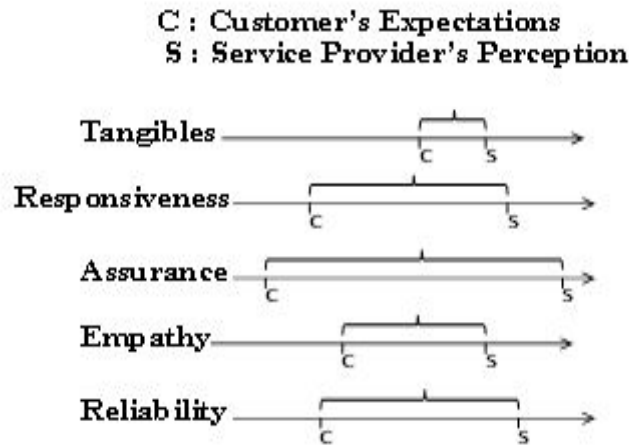 C : Customer's Expectations
S : Service Provider's Perception
Tangibles
C S
Responsiveness
C S
Assurance
C S
Empathy
C S
Reliability
C S